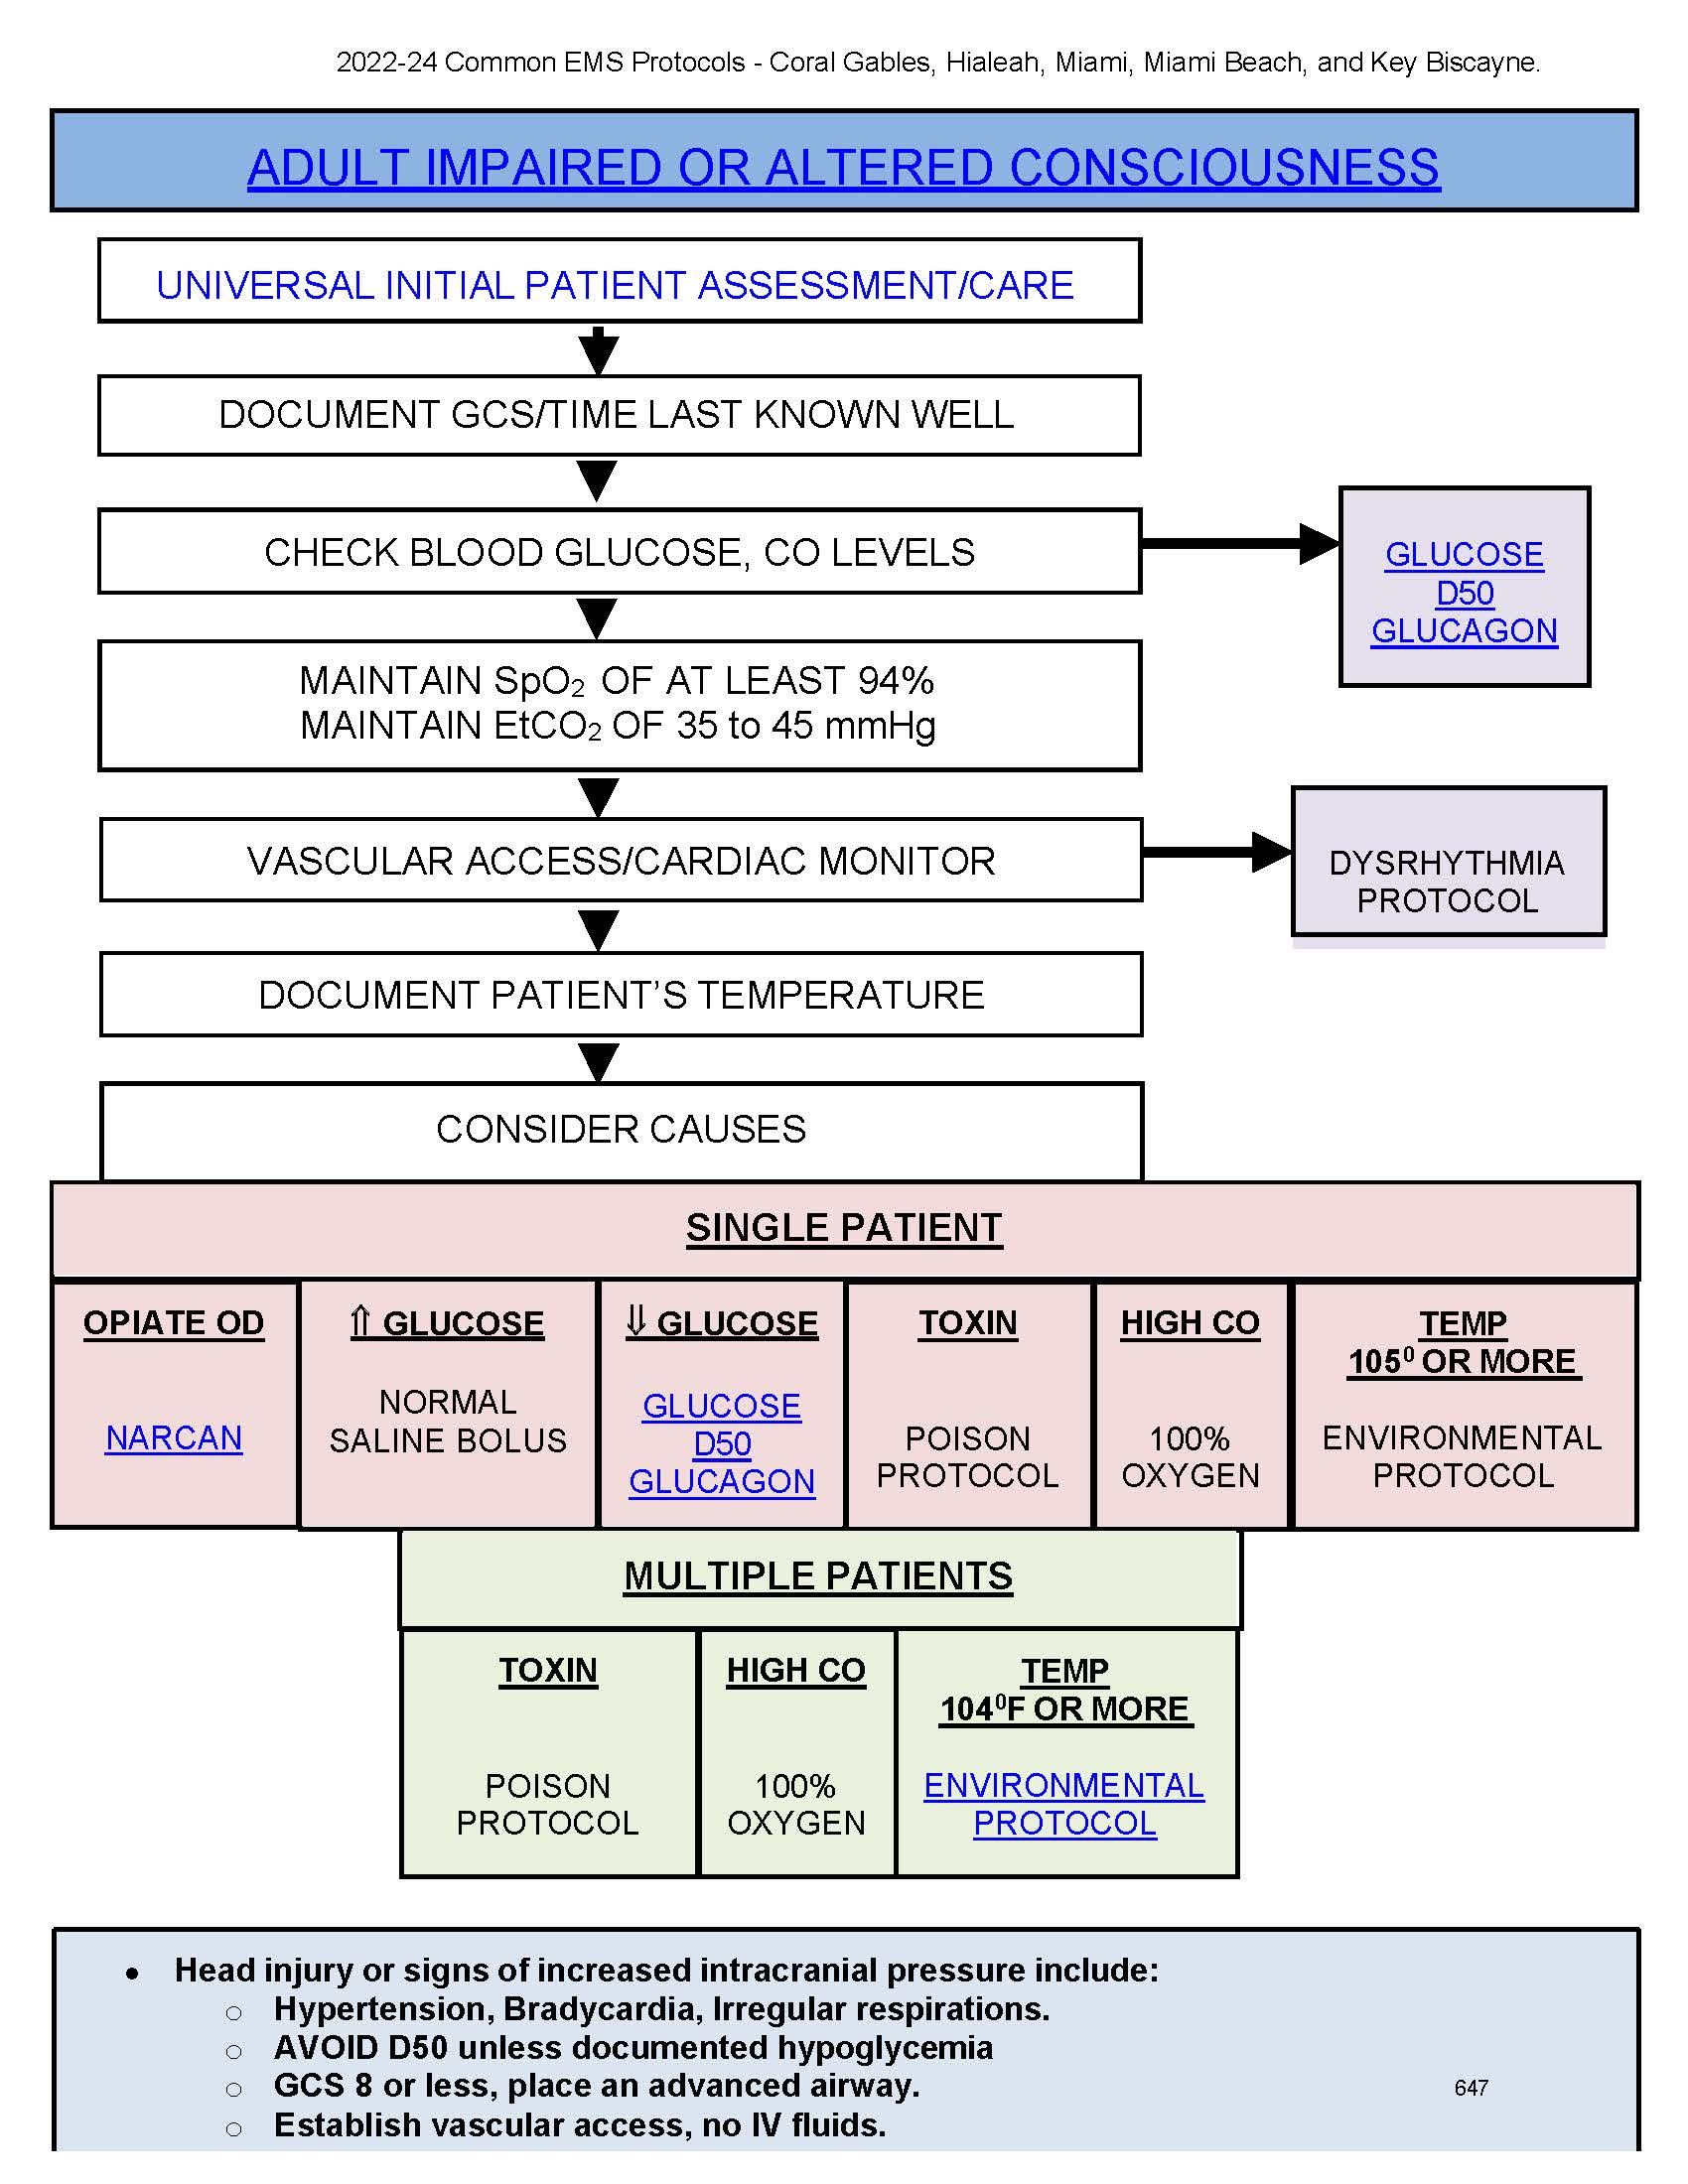 2022-24 Common EMS Protocols - Coral Gables, Hialeah, Miami, Miami Beach, and Key Biscayne.
ADULT IMPAIRED OR ALTERED CONSCIOUSNESS
UNIVERSAL INITIAL PATIENT ASSESSMENT/CARE
DOCUMENT GCS/TIME LAST KNOWN WELL
CHECK BLOOD GLUCOSE, CO LEVELS
GLUCOSE
D50
GLUCAGON
MAINTAIN SpO₂ OF AT LEAST 94%
MAINTAIN EtCO₂ OF 35 to 45 mmHg
VASCULAR ACCESS/CARDIAC MONITOR
DYSRHYTHMIA
PROTOCOL
DOCUMENT PATIENT’S TEMPERATURE
CONSIDER CAUSES
SINGLE PATIENT
OPIATE OD
NARCAN
⇑ GLUCOSE
NORMAL
SALINE BOLUS
⇓ GLUCOSE
GLUCOSE
D50
GLUCAGON
TOXIN
POISON
PROTOCOL
HIGH CO
100%
OXYGEN
TEMP
105⁰ OR MORE
ENVIRONMENTAL
PROTOCOL
MULTIPLE PATIENTS
TOXIN
POISON
PROTOCOL
HIGH CO
100%
OXYGEN
TEMP
104⁰F OR MORE
ENVIRONMENTAL
PROTOCOL
• Head injury or signs of increased intracranial pressure include:
o Hypertension, Bradycardia, Irregular respirations.
o AVOID D50 unless documented hypoglycemia
o GCS 8 or less, place an advanced airway.
o Establish vascular access, no IV fluids.
647